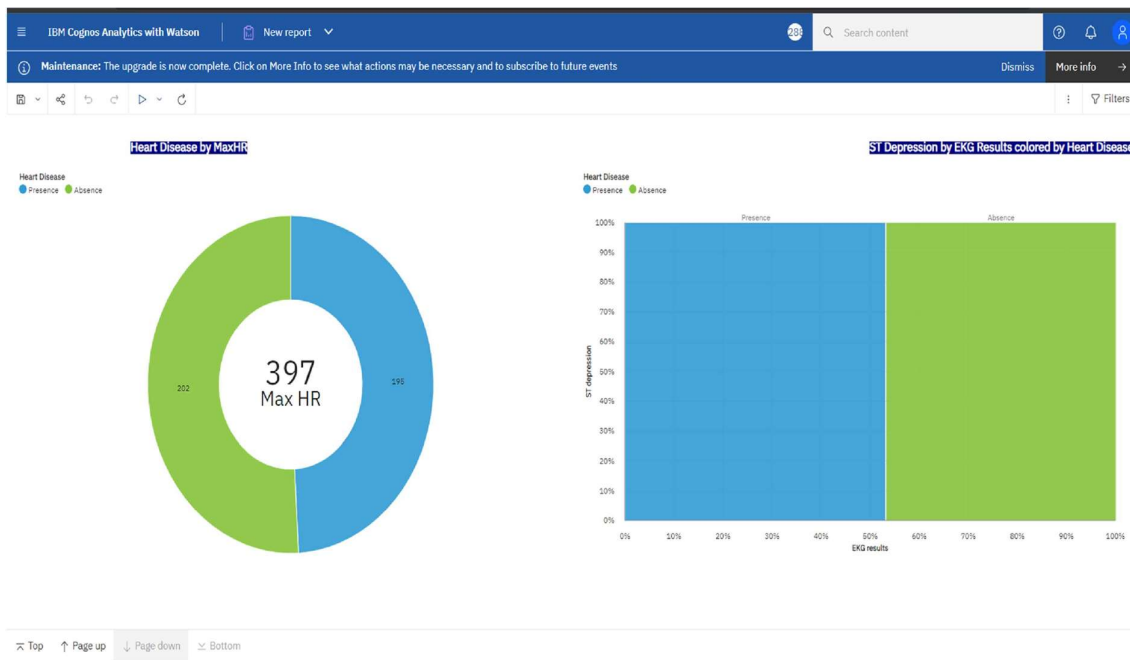 IBM Cognos Analytics with Watson
New report
Search content
Maintenance: The upgrade is now complete. Click on More Info to see what actions may be necessary and to subscribe to future events
Dismiss
More info
Filters
Heart Disease by MaxHR
Heart Disease
Presence
Absence
202
195
397
Max HR
ST Depression by EKG Results colored by Heart Disease
Heart Disease
Presence
Absence
Presence
Absence
100%
90%
80%
70%
60%
50%
40%
30%
20%
10%
0%
ST depression
0% 10% 20% 30% 40% 50% 60% 70% 80% 90% 100%
EKG results
Top
Page up
Page down
Bottom